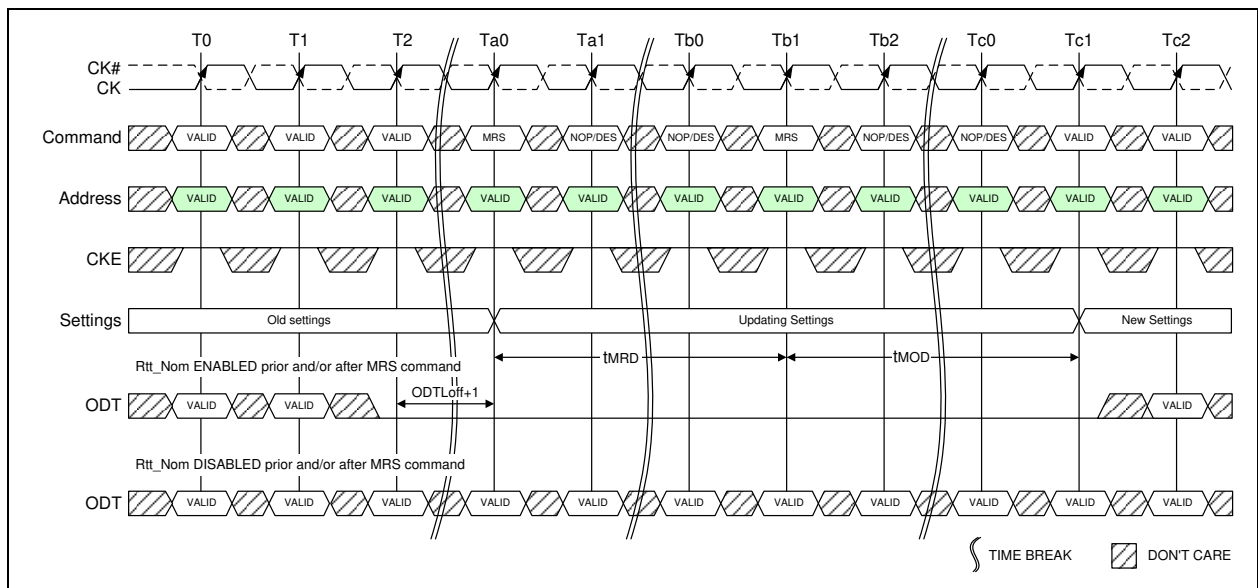 T0 T1 T2 Ta0 Ta1 Tb0 Tb1 Tb2 Tc0 Tc1 Tc2
CK#
CK
Command VALID VALID VALID MRS NOP/DES NOP/DES MRS NOP/DES NOP/DES VALID VALID
Address VALID VALID VALID VALID VALID VALID VALID VALID VALID VALID VALID
CKE
Settings Old settings Updating Settings New Settings
tMRD tMOD
Rtt_Nom ENABLED prior and/or after MRS command
ODTLoff+1
ODT VALID VALID VALID
Rtt_Nom DISABLED prior and/or after MRS command
ODT VALID VALID VALID VALID VALID VALID VALID VALID VALID VALID VALID
TIME BREAK DON'T CARE